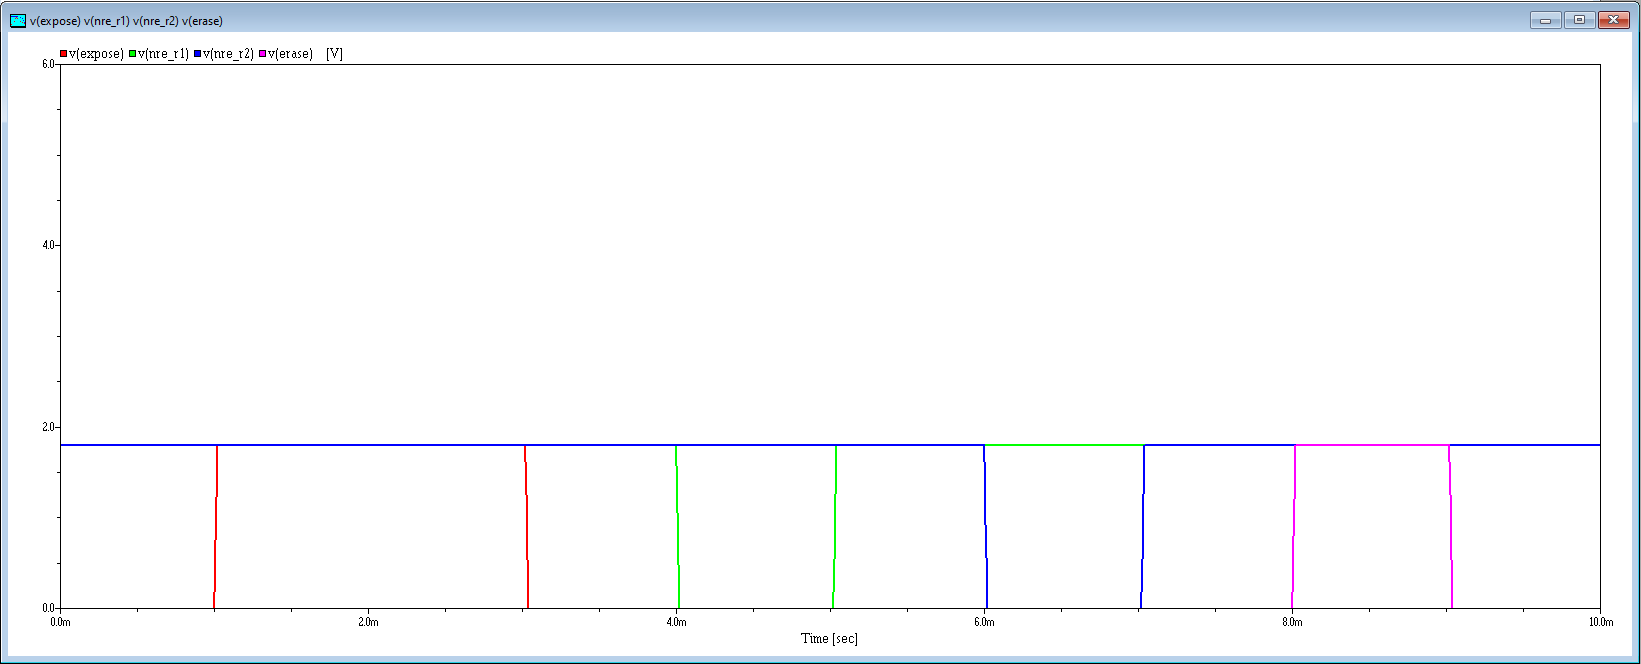 v(expose) v(nre_r1) v(nre_r2) v(erase)
v(expose) v(nre_r1) v(nre_r2) v(erase) [V]
6.0
4.0
2.0
0.0
0.0m 2.0m 4.0m 6.0m 8.0m 10.0m
Time [sec]